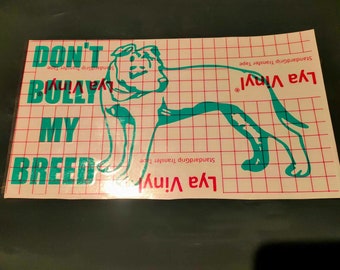 DON'T
BULLY
MY
BREED
Lya Vinyl
StandardGrip Transfer Tape
Lya Vinyl®
StandardGrip Transfer Tape
Lya Vinyl